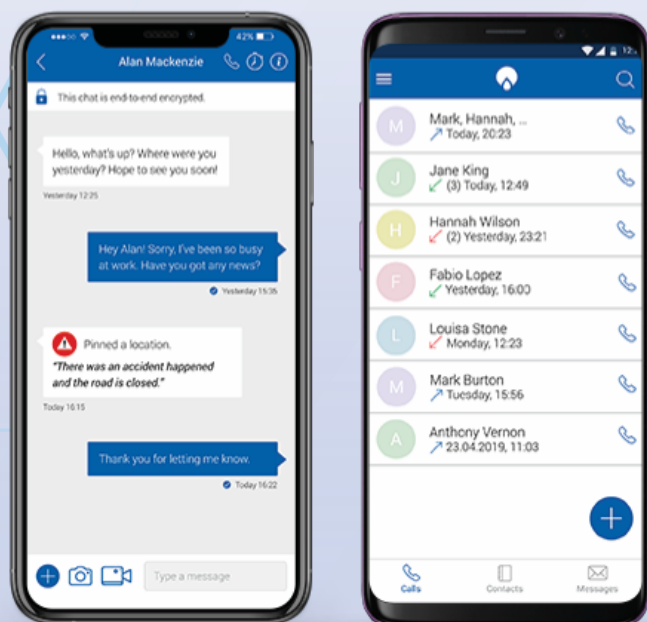 42%
Alan Mackenzie
This chat is end-to-end encrypted.
Hello, what's up? Where were you
yesterday? Hope to see you soon!
Yesterday 12:25
Hey Alan! Sorry, I've been so busy
at work. Have you got any news?
Yesterday 15:35
Pinned a location.
"There was an accident happened
and the road is closed."
Today 16:15
Thank you for letting me know.
Today 16:22
Type a message
M
Mark, Hannah, ...
Today, 20:23
J
Jane King
(3) Today, 12:49
H
Hannah Wilson
(2) Yesterday, 23:21
F
Fabio Lopez
Yesterday, 16:00
L
Louisa Stone
Monday, 12:23
M
Mark Burton
Tuesday, 15:56
A
Anthony Vernon
23.04.2019, 11:03
Calls
Contacts
Messages